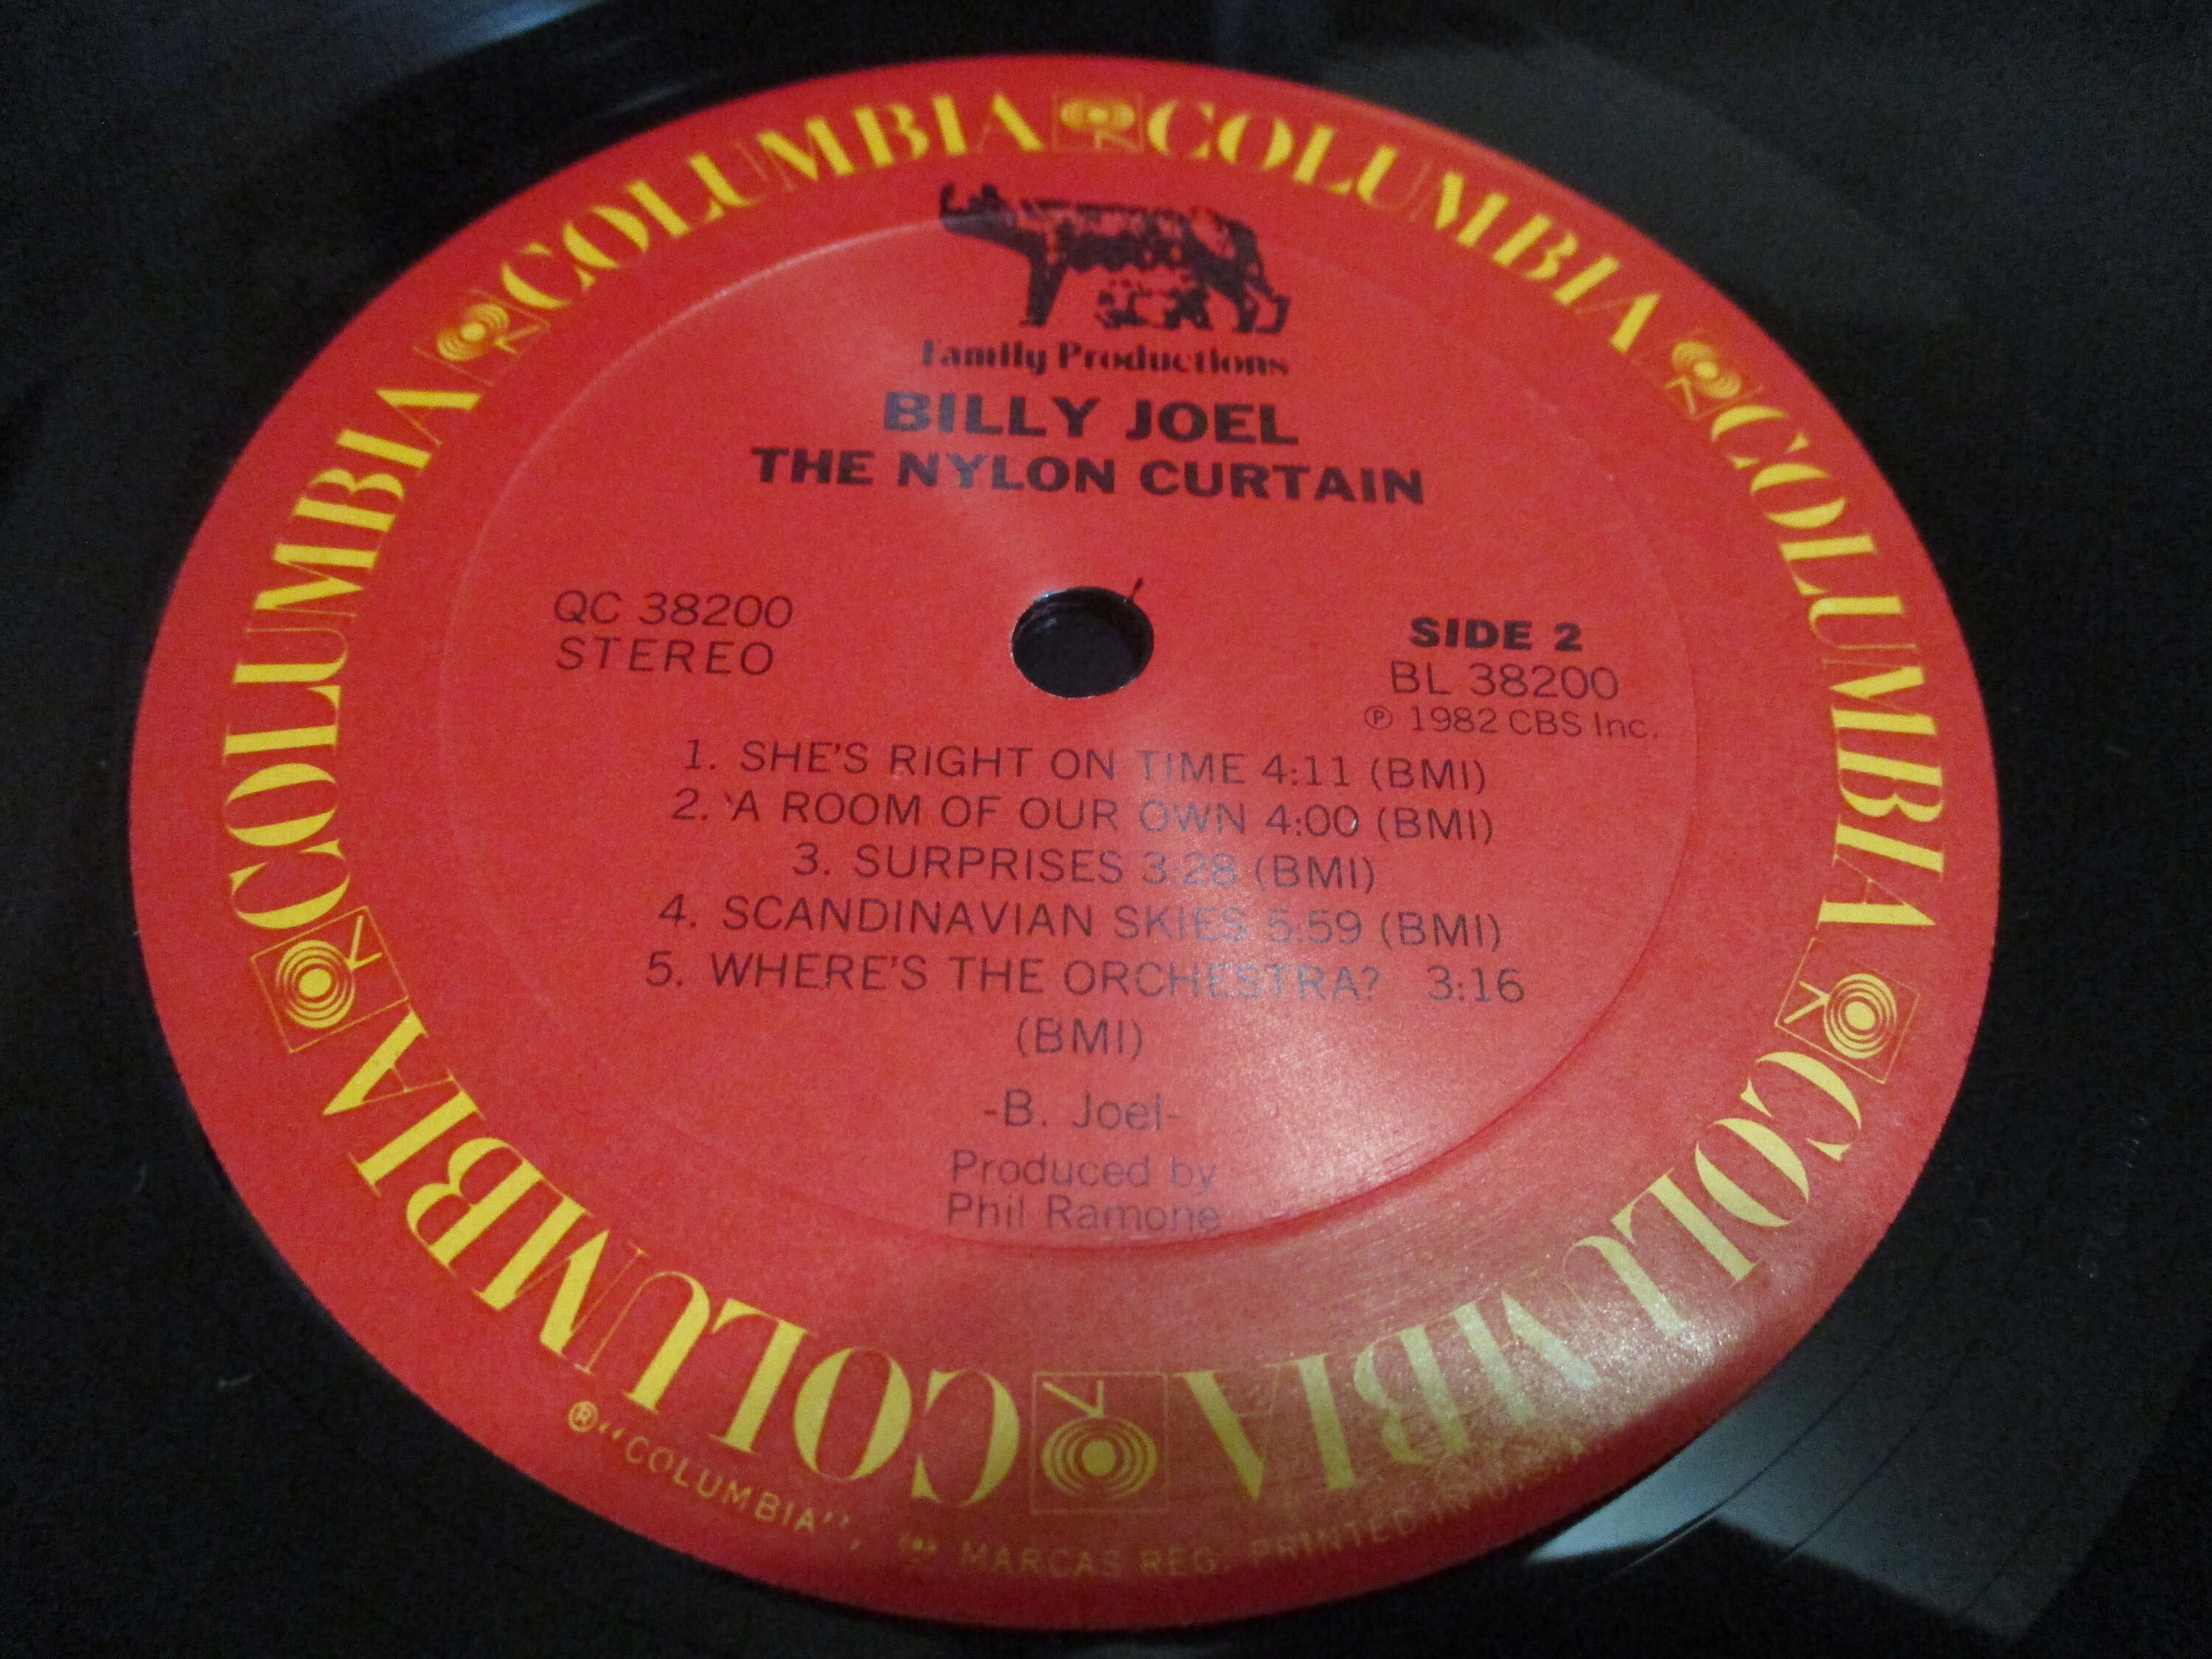 COLUMBIA COLUMBIA COLUMBIA COLUMBIA COLUMBIA COLUMBIA
Family Productions
BILLY JOEL
THE NYLON CURTAIN
QC 38200
STEREO
SIDE 2
BL 38200
Ⓟ 1982 CBS Inc.
1. SHE'S RIGHT ON TIME 4:11 (BMI)
2. 'A ROOM OF OUR OWN 4:00 (BMI)
3. SURPRISES 3:28 (BMI)
4. SCANDINAVIAN SKIES 5:59 (BMI)
5. WHERE'S THE ORCHESTRA? 3:16
(BMI)
-B. Joel-
Produced by
Phil Ramone
® "COLUMBIA", MARCAS REG. PRINTED IN U.S.A.